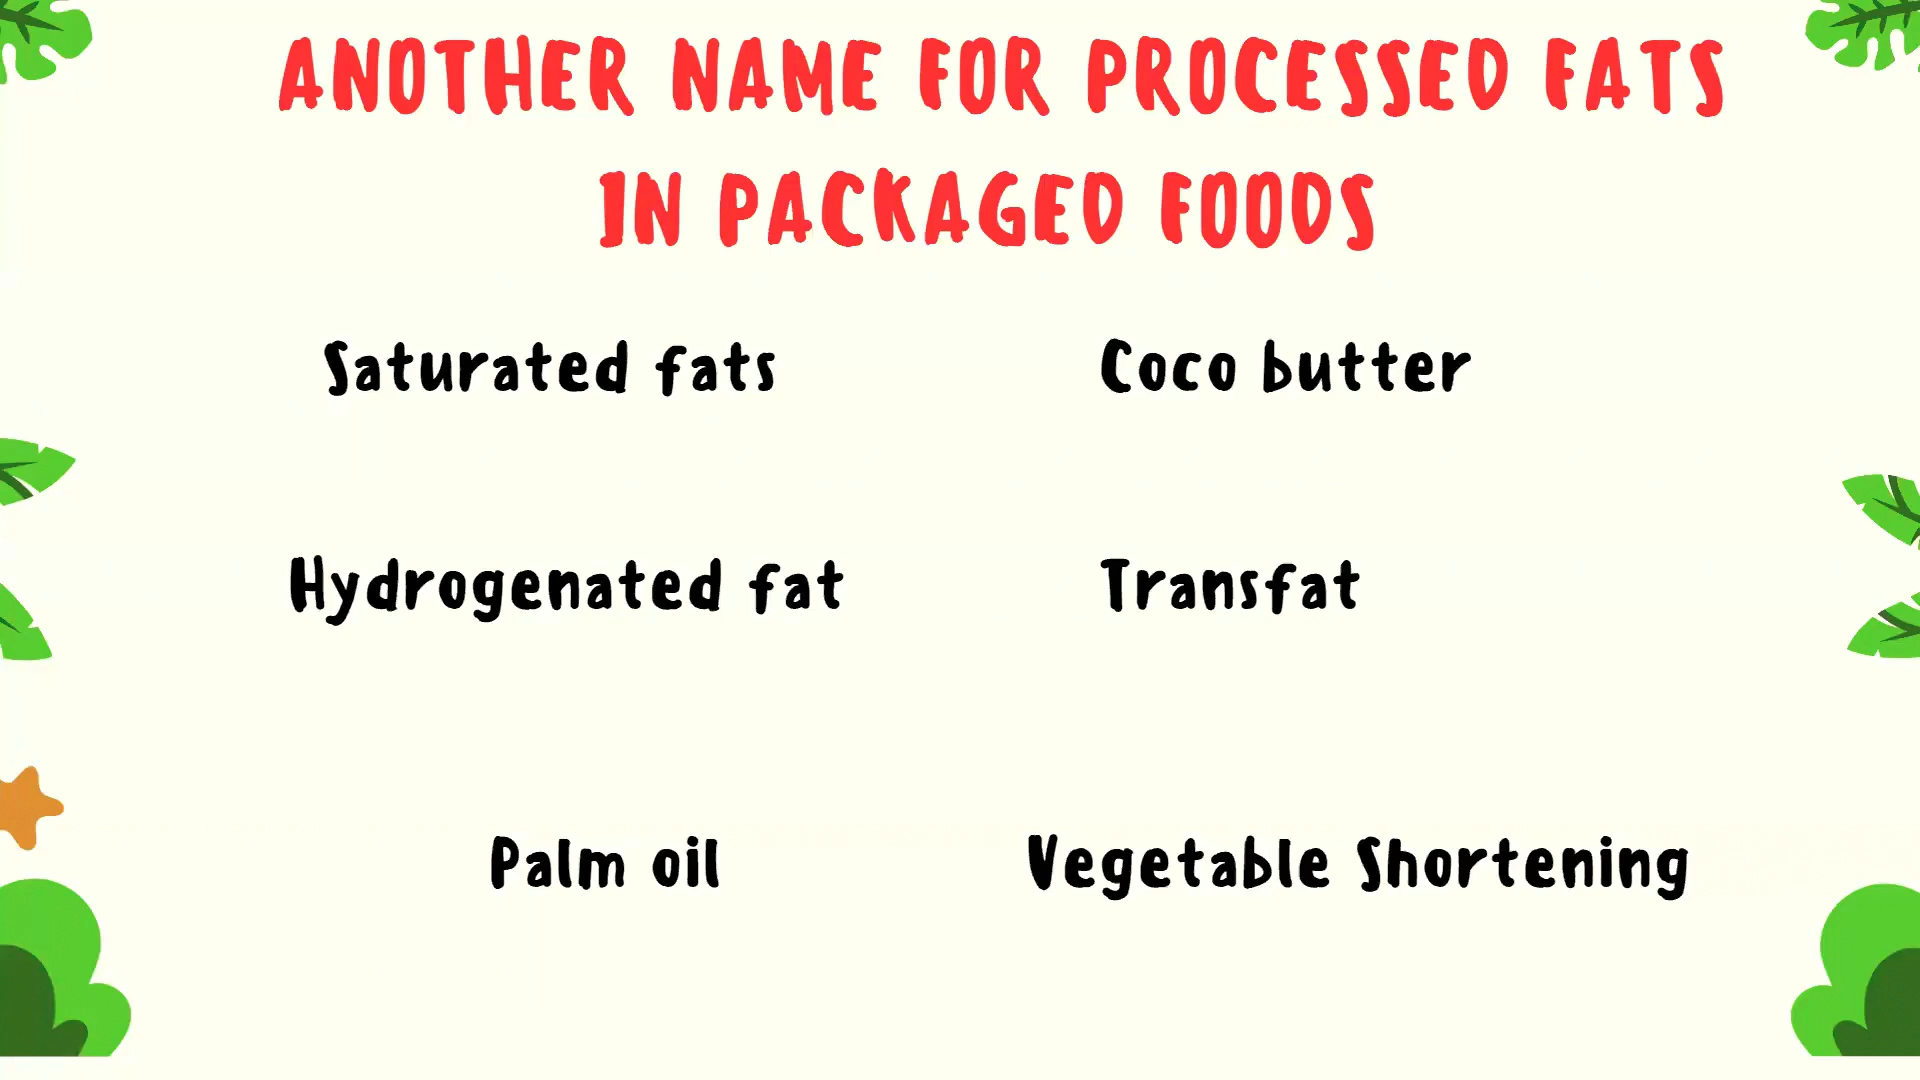 ANOTHER NAME FOR PROCESSED FATS
IN PACKAGED FOODS
Saturated fats
Coco butter
Hydrogenated fat
Transfat
Palm oil
Vegetable Shortening